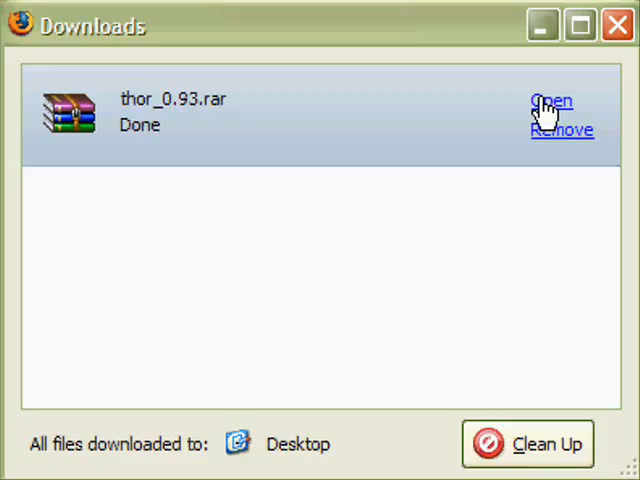 Downloads
thor_0.93.rar
Open
Done
Remove
All files downloaded to: Desktop
Clean Up